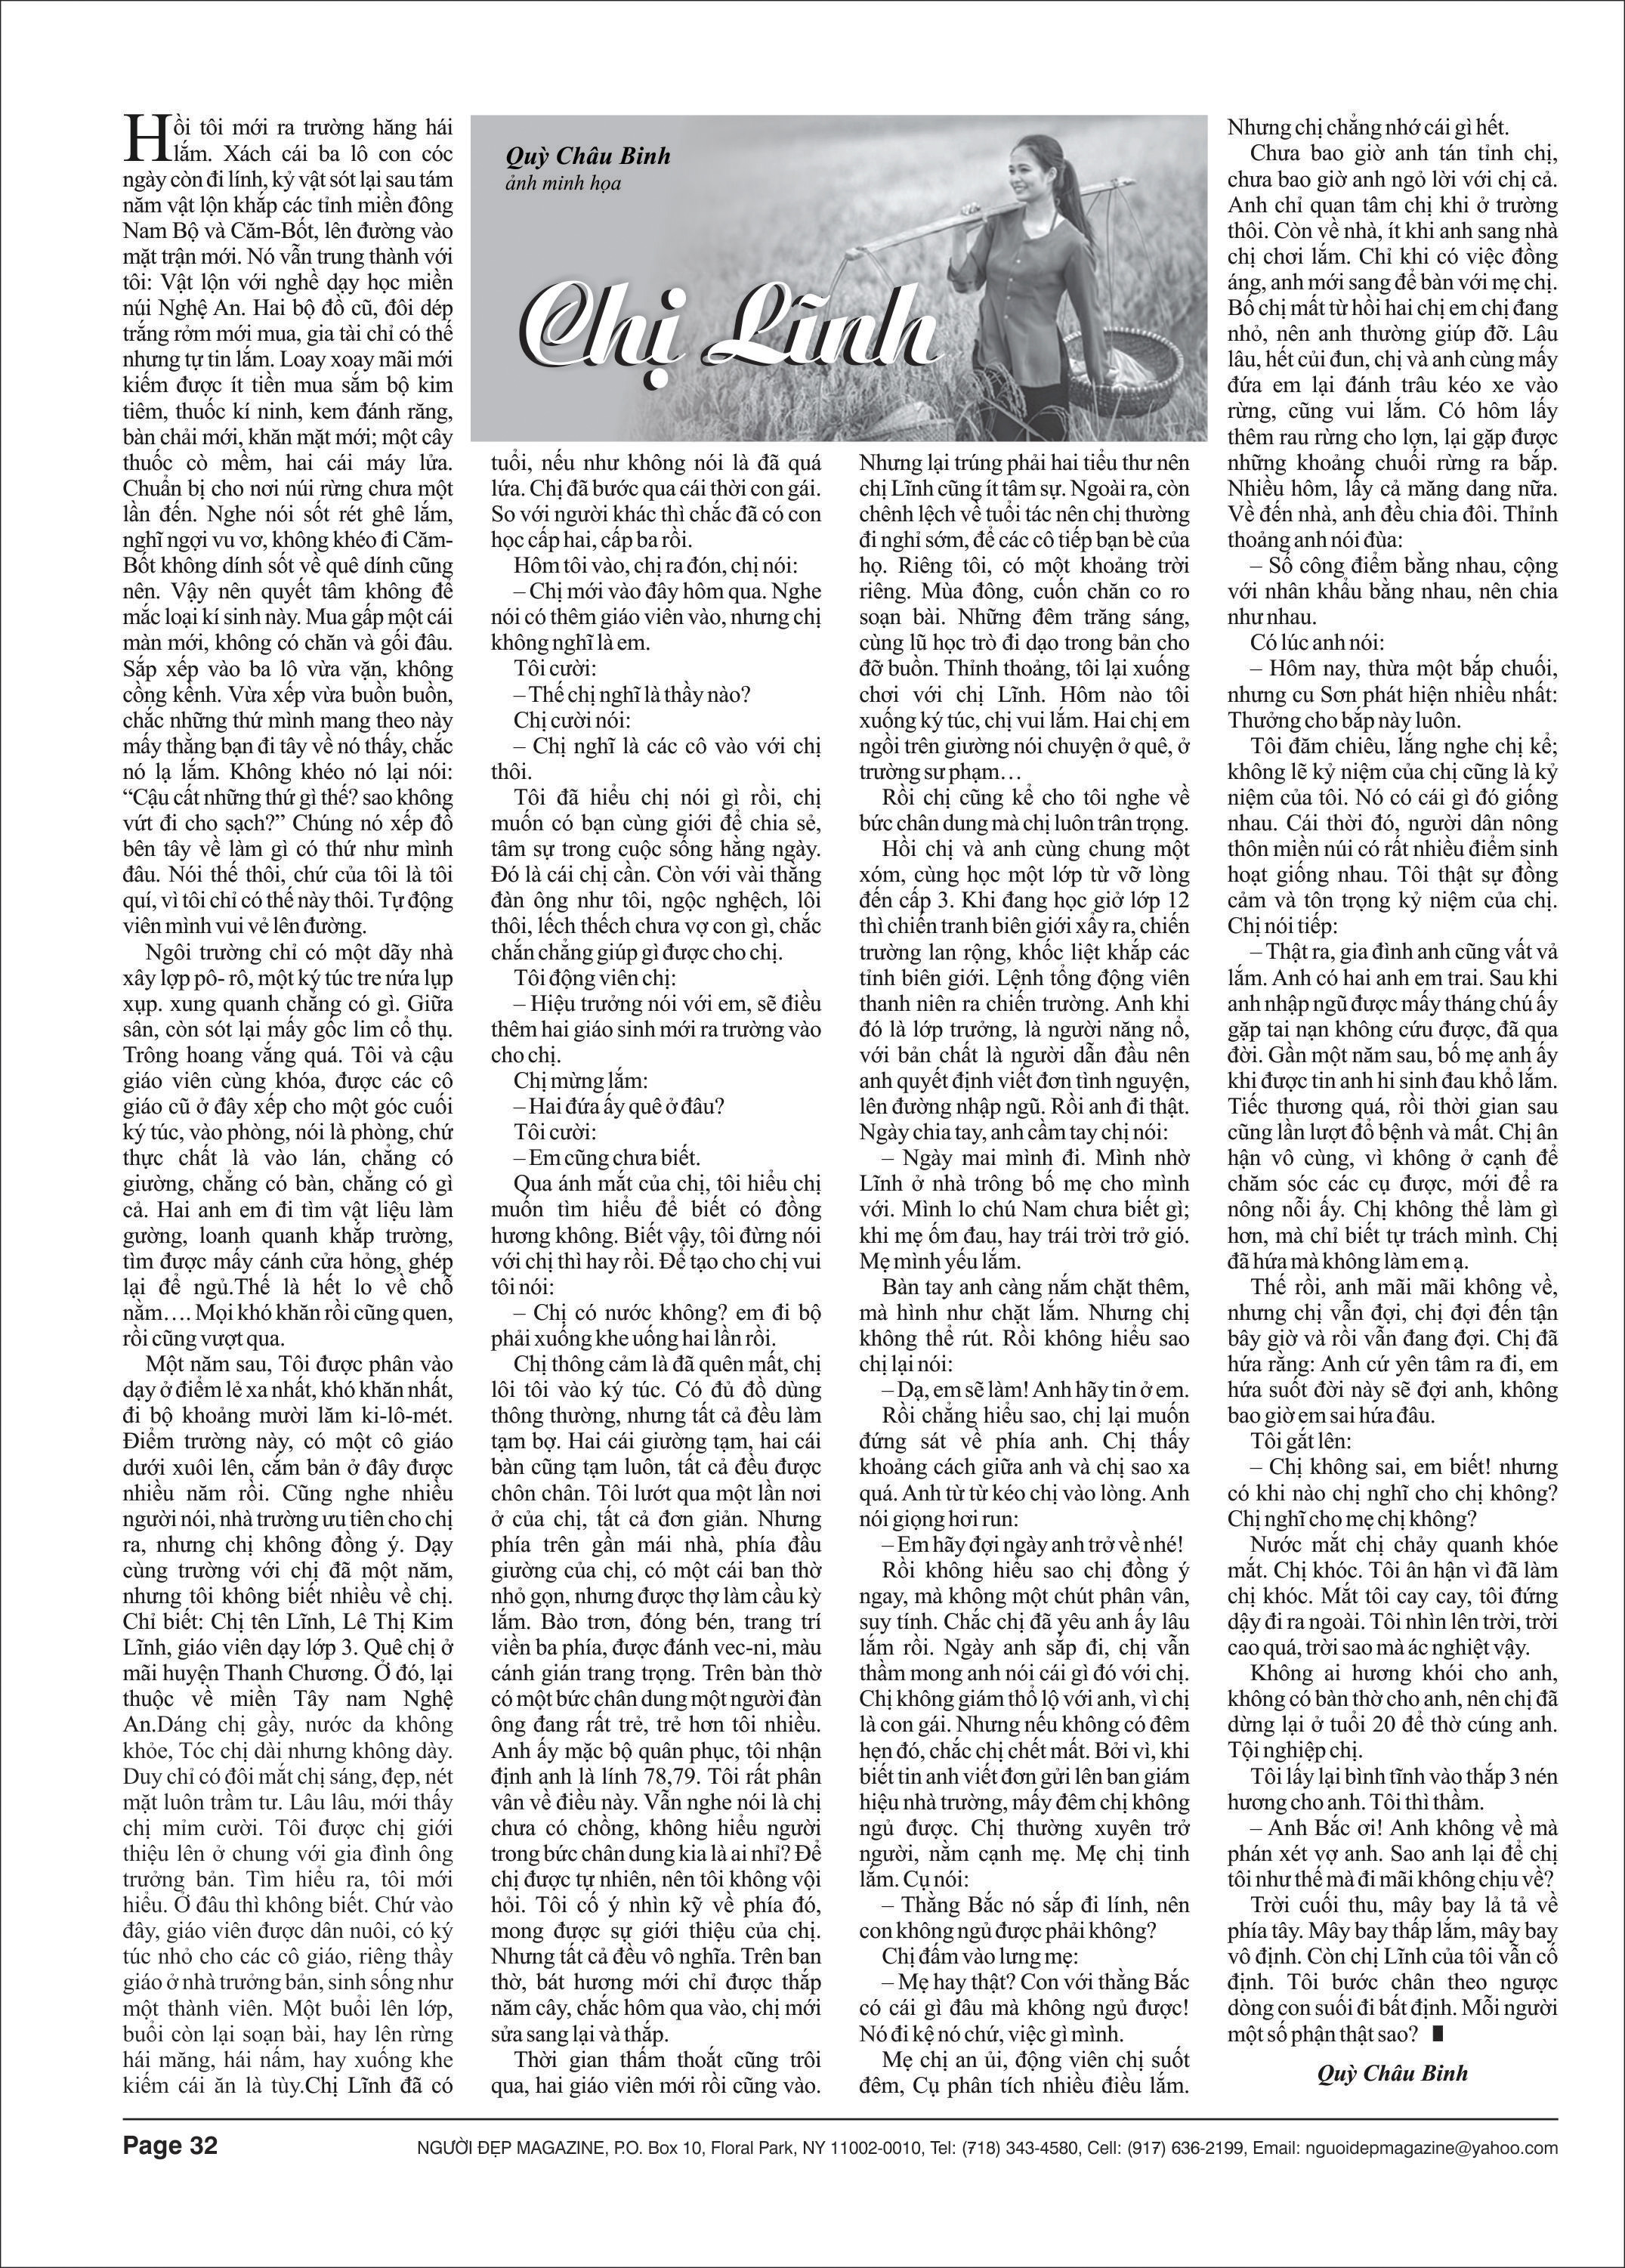 Hồi tôi mới ra trường hăng hái
lắm. Xách cái ba lô con cóc
ngày còn đi lính, kỷ vật sót lại sau tám
năm vật lộn khắp các tỉnh miền đông
Nam Bộ và Căm-Bốt, lên đường vào
mặt trận mới. Nó vẫn trung thành với
tôi: Vật lộn với nghề dạy học miền
núi Nghệ An. Hai bộ đồ cũ, đôi dép
trắng rởm mới mua, gia tài chỉ có thế
nhưng tự tin lắm. Loay xoay mãi mới
kiếm được ít tiền mua sắm bộ kim
tiêm, thuốc kí ninh, kem đánh răng,
bàn chải mới, khăn mặt mới; một cây
thuốc cò mềm, hai cái máy lửa.
Chuẩn bị cho nơi núi rừng chưa một
lần đến. Nghe nói sốt rét ghê lắm,
nghĩ ngợi vu vơ, không khéo đi Căm-
Bốt không dính sốt về quê dính cũng
nên. Vậy nên quyết tâm không để
mắc loại kí sinh này. Mua gấp một cái
màn mới, không có chăn và gối đâu.
Sắp xếp vào ba lô vừa vặn, không
cồng kềnh. Vừa xếp vừa buồn buồn,
chắc những thứ mình mang theo này
mấy thằng bạn đi tây về nó thấy, chắc
nó lạ lắm. Không khéo nó lại nói:
“Cậu cất những thứ gì thế? sao không
vứt đi cho sạch?” Chúng nó xếp đồ
bên tây về làm gì có thứ như mình
đâu. Nói thế thôi, chứ của tôi là tôi
quí, vì tôi chỉ có thế này thôi. Tự động
viên mình vui vẻ lên đường.
Ngôi trường chỉ có một dãy nhà
xây lợp pô- rô, một ký túc tre nứa lụp
xụp. xung quanh chẳng có gì. Giữa
sân, còn sót lại mấy gốc lim cổ thụ.
Trông hoang vắng quá. Tôi và cậu
giáo viên cùng khóa, được các cô
giáo cũ ở đây xếp cho một góc cuối
ký túc, vào phòng, nói là phòng, chứ
thực chất là vào lán, chẳng có
giường, chẳng có bàn, chẳng có gì
cả. Hai anh em đi tìm vật liệu làm
gường, loanh quanh khắp trường,
tìm được mấy cánh cửa hỏng, ghép
lại để ngủ.Thế là hết lo về chỗ
nằm…. Mọi khó khăn rồi cũng quen,
rồi cũng vượt qua.
Một năm sau, Tôi được phân vào
dạy ở điểm lẻ xa nhất, khó khăn nhất,
đi bộ khoảng mười lăm ki-lô-mét.
Điểm trường này, có một cô giáo
dưới xuôi lên, cắm bản ở đây được
nhiều năm rồi. Cũng nghe nhiều
người nói, nhà trường ưu tiên cho chị
ra, nhưng chị không đồng ý. Dạy
cùng trường với chị đã một năm,
nhưng tôi không biết nhiều về chị.
Chỉ biết: Chị tên Lĩnh, Lê Thị Kim
Lĩnh, giáo viên dạy lớp 3. Quê chị ở
mãi huyện Thanh Chương. Ở đó, lại
thuộc về miền Tây nam Nghệ
An.Dáng chị gầy, nước da không
khỏe, Tóc chị dài nhưng không dày.
Duy chỉ có đôi mắt chị sáng, đẹp, nét
mặt luôn trầm tư. Lâu lâu, mới thấy
chị mỉm cười. Tôi được chị giới
thiệu lên ở chung với gia đình ông
trưởng bản. Tìm hiểu ra, tôi mới
hiểu. Ở đâu thì không biết. Chứ vào
đây, giáo viên được dân nuôi, có ký
túc nhỏ cho các cô giáo, riêng thầy
giáo ở nhà trưởng bản, sinh sống như
một thành viên. Một buổi lên lớp,
buổi còn lại soạn bài, hay lên rừng
hái măng, hái nấm, hay xuống khe
kiếm cái ăn là tùy.Chị Lĩnh đã có
Quỳ Châu Binh
ảnh minh họa
Chị Lĩnh
tuổi, nếu như không nói là đã quá
lứa. Chị đã bước qua cái thời con gái.
So với người khác thì chắc đã có con
học cấp hai, cấp ba rồi.
Hôm tôi vào, chị ra đón, chị nói:
– Chị mới vào đây hôm qua. Nghe
nói có thêm giáo viên vào, nhưng chị
không nghĩ là em.
Tôi cười:
– Thế chị nghĩ là thầy nào?
Chị cười nói:
– Chị nghĩ là các cô vào với chị
thôi.
Tôi đã hiểu chị nói gì rồi, chị
muốn có bạn cùng giới để chia sẻ,
tâm sự trong cuộc sống hằng ngày.
Đó là cái chị cần. Còn với vài thằng
đàn ông như tôi, ngộc nghệch, lôi
thôi, lếch thếch chưa vợ con gì, chắc
chắn chẳng giúp gì được cho chị.
Tôi động viên chị:
– Hiệu trưởng nói với em, sẽ điều
thêm hai giáo sinh mới ra trường vào
cho chị.
Chị mừng lắm:
– Hai đứa ấy quê ở đâu?
Tôi cười:
– Em cũng chưa biết.
Qua ánh mắt của chị, tôi hiểu chị
muốn tìm hiểu để biết có đồng
hương không. Biết vậy, tôi đừng nói
với chị thì hay rồi. Để tạo cho chị vui
tôi nói:
– Chị có nước không? em đi bộ
phải xuống khe uống hai lần rồi.
Chị thông cảm là đã quên mất, chị
lôi tôi vào ký túc. Có đủ đồ dùng
thông thường, nhưng tất cả đều làm
tạm bợ. Hai cái giường tạm, hai cái
bàn cũng tạm luôn, tất cả đều được
chôn chân. Tôi lướt qua một lần nơi
ở của chị, tất cả đơn giản. Nhưng
phía trên gần mái nhà, phía đầu
giường của chị, có một cái ban thờ
nhỏ gọn, nhưng được thợ làm cầu kỳ
lắm. Bào trơn, đóng bén, trang trí
viền ba phía, được đánh vec-ni, màu
cánh gián trang trọng. Trên bàn thờ
có một bức chân dung một người đàn
ông đang rất trẻ, trẻ hơn tôi nhiều.
Anh ấy mặc bộ quân phục, tôi nhận
định anh là lính 78,79. Tôi rất phân
vân về điều này. Vẫn nghe nói là chị
chưa có chồng, không hiểu người
trong bức chân dung kia là ai nhỉ? Để
chị được tự nhiên, nên tôi không vội
hỏi. Tôi cố ý nhìn kỹ về phía đó,
mong được sự giới thiệu của chị.
Nhưng tất cả đều vô nghĩa. Trên ban
thờ, bát hương mới chỉ được thắp
năm cây, chắc hôm qua vào, chị mới
sửa sang lại và thắp.
Thời gian thấm thoắt cũng trôi
qua, hai giáo viên mới rồi cũng vào.
Nhưng lại trúng phải hai tiểu thư nên
chị Lĩnh cũng ít tâm sự. Ngoài ra, còn
chênh lệch về tuổi tác nên chị thường
đi nghỉ sớm, để các cô tiếp bạn bè của
họ. Riêng tôi, có một khoảng trời
riêng. Mùa đông, cuốn chăn co ro
soạn bài. Những đêm trăng sáng,
cùng lũ học trò đi dạo trong bản cho
đỡ buồn. Thỉnh thoảng, tôi lại xuống
chơi với chị Lĩnh. Hôm nào tôi
xuống ký túc, chị vui lắm. Hai chị em
ngồi trên giường nói chuyện ở quê, ở
trường sư phạm…
Rồi chị cũng kể cho tôi nghe về
bức chân dung mà chị luôn trân trọng.
Hồi chị và anh cùng chung một
xóm, cùng học một lớp từ vỡ lòng
đến cấp 3. Khi đang học giở lớp 12
thì chiến tranh biên giới xẩy ra, chiến
trường lan rộng, khốc liệt khắp các
tỉnh biên giới. Lệnh tổng động viên
thanh niên ra chiến trường. Anh khi
đó là lớp trưởng, là người năng nổ,
với bản chất là người dẫn đầu nên
anh quyết định viết đơn tình nguyện,
lên đường nhập ngũ. Rồi anh đi thật.
Ngày chia tay, anh cầm tay chị nói:
– Ngày mai mình đi. Mình nhờ
Lĩnh ở nhà trông bố mẹ cho mình
với. Mình lo chú Nam chưa biết gì;
khi mẹ ốm đau, hay trái trời trở gió.
Mẹ mình yếu lắm.
Bàn tay anh càng nắm chặt thêm,
mà hình như chặt lắm. Nhưng chị
không thể rút. Rồi không hiểu sao
chị lại nói:
– Dạ, em sẽ làm! Anh hãy tin ở em.
Rồi chẳng hiểu sao, chị lại muốn
đứng sát về phía anh. Chị thấy
khoảng cách giữa anh và chị sao xa
quá. Anh từ từ kéo chị vào lòng. Anh
nói giọng hơi run:
– Em hãy đợi ngày anh trở về nhé!
Rồi không hiểu sao chị đồng ý
ngay, mà không một chút phân vân,
suy tính. Chắc chị đã yêu anh ấy lâu
lắm rồi. Ngày anh sắp đi, chị vẫn
thầm mong anh nói cái gì đó với chị.
Chị không giám thổ lộ với anh, vì chị
là con gái. Nhưng nếu không có đêm
hẹn đó, chắc chị chết mất. Bởi vì, khi
biết tin anh viết đơn gửi lên ban giám
hiệu nhà trường, mấy đêm chị không
ngủ được. Chị thường xuyên trở
người, nằm cạnh mẹ. Mẹ chị tinh
lắm. Cụ nói:
– Thằng Bắc nó sắp đi lính, nên
con không ngủ được phải không?
Chị đấm vào lưng mẹ:
– Mẹ hay thật? Con với thằng Bắc
có cái gì đâu mà không ngủ được!
Nó đi kệ nó chứ, việc gì mình.
Mẹ chị an ủi, động viên chị suốt
đêm, Cụ phân tích nhiều điều lắm.
Nhưng chị chẳng nhớ cái gì hết.
Chưa bao giờ anh tán tỉnh chị,
chưa bao giờ anh ngỏ lời với chị cả.
Anh chỉ quan tâm chị khi ở trường
thôi. Còn về nhà, ít khi anh sang nhà
chị chơi lắm. Chỉ khi có việc đồng
áng, anh mới sang để bàn với mẹ chị.
Bố chị mất từ hồi hai chị em chị đang
nhỏ, nên anh thường giúp đỡ. Lâu
lâu, hết củi đun, chị và anh cùng mấy
đứa em lại đánh trâu kéo xe vào
rừng, cũng vui lắm. Có hôm lấy
thêm rau rừng cho lợn, lại gặp được
những khoảng chuối rừng ra bắp.
Nhiều hôm, lấy cả măng dang nữa.
Về đến nhà, anh đều chia đôi. Thỉnh
thoảng anh nói đùa:
– Số công điểm bằng nhau, cộng
với nhân khẩu bằng nhau, nên chia
như nhau.
Có lúc anh nói:
– Hôm nay, thừa một bắp chuối,
nhưng cu Sơn phát hiện nhiều nhất:
Thưởng cho bắp này luôn.
Tôi đăm chiêu, lắng nghe chị kể;
không lẽ kỷ niệm của chị cũng là kỷ
niệm của tôi. Nó có cái gì đó giống
nhau. Cái thời đó, người dân nông
thôn miền núi có rất nhiều điểm sinh
hoạt giống nhau. Tôi thật sự đồng
cảm và tôn trọng kỷ niệm của chị.
Chị nói tiếp:
– Thật ra, gia đình anh cũng vất vả
lắm. Anh có hai anh em trai. Sau khi
anh nhập ngũ được mấy tháng chú ấy
gặp tai nạn không cứu được, đã qua
đời. Gần một năm sau, bố mẹ anh ấy
khi được tin anh hi sinh đau khổ lắm.
Tiếc thương quá, rồi thời gian sau
cũng lần lượt đổ bệnh và mất. Chị ân
hận vô cùng, vì không ở cạnh để
chăm sóc các cụ được, mới để ra
nông nỗi ấy. Chị không thể làm gì
hơn, mà chỉ biết tự trách mình. Chị
đã hứa mà không làm em ạ.
Thế rồi, anh mãi mãi không về,
nhưng chị vẫn đợi, chị đợi đến tận
bây giờ và rồi vẫn đang đợi. Chị đã
hứa rằng: Anh cứ yên tâm ra đi, em
hứa suốt đời này sẽ đợi anh, không
bao giờ em sai hứa đâu.
Tôi gắt lên:
– Chị không sai, em biết! nhưng
có khi nào chị nghĩ cho chị không?
Chị nghĩ cho mẹ chị không?
Nước mắt chị chảy quanh khóe
mắt. Chị khóc. Tôi ân hận vì đã làm
chị khóc. Mắt tôi cay cay, tôi đứng
dậy đi ra ngoài. Tôi nhìn lên trời, trời
cao quá, trời sao mà ác nghiệt vậy.
Không ai hương khói cho anh,
không có bàn thờ cho anh, nên chị đã
dừng lại ở tuổi 20 để thờ cúng anh.
Tội nghiệp chị.
Tôi lấy lại bình tĩnh vào thắp 3 nén
hương cho anh. Tôi thì thầm.
– Anh Bắc ơi! Anh không về mà
phán xét vợ anh. Sao anh lại để chị
tôi như thế mà đi mãi không chịu về?
Trời cuối thu, mây bay lả tả về
phía tây. Mây bay thấp lắm, mây bay
vô định. Còn chị Lĩnh của tôi vẫn cố
định. Tôi bước chân theo ngược
dòng con suối đi bất định. Mỗi người
một số phận thật sao?
Quỳ Châu Binh
Page 32
NGƯỜI ĐẸP MAGAZINE, P.O. Box 10, Floral Park, NY 11002-0010, Tel: (718) 343-4580, Cell: (917) 636-2199, Email: nguoidepmagazine@yahoo.com